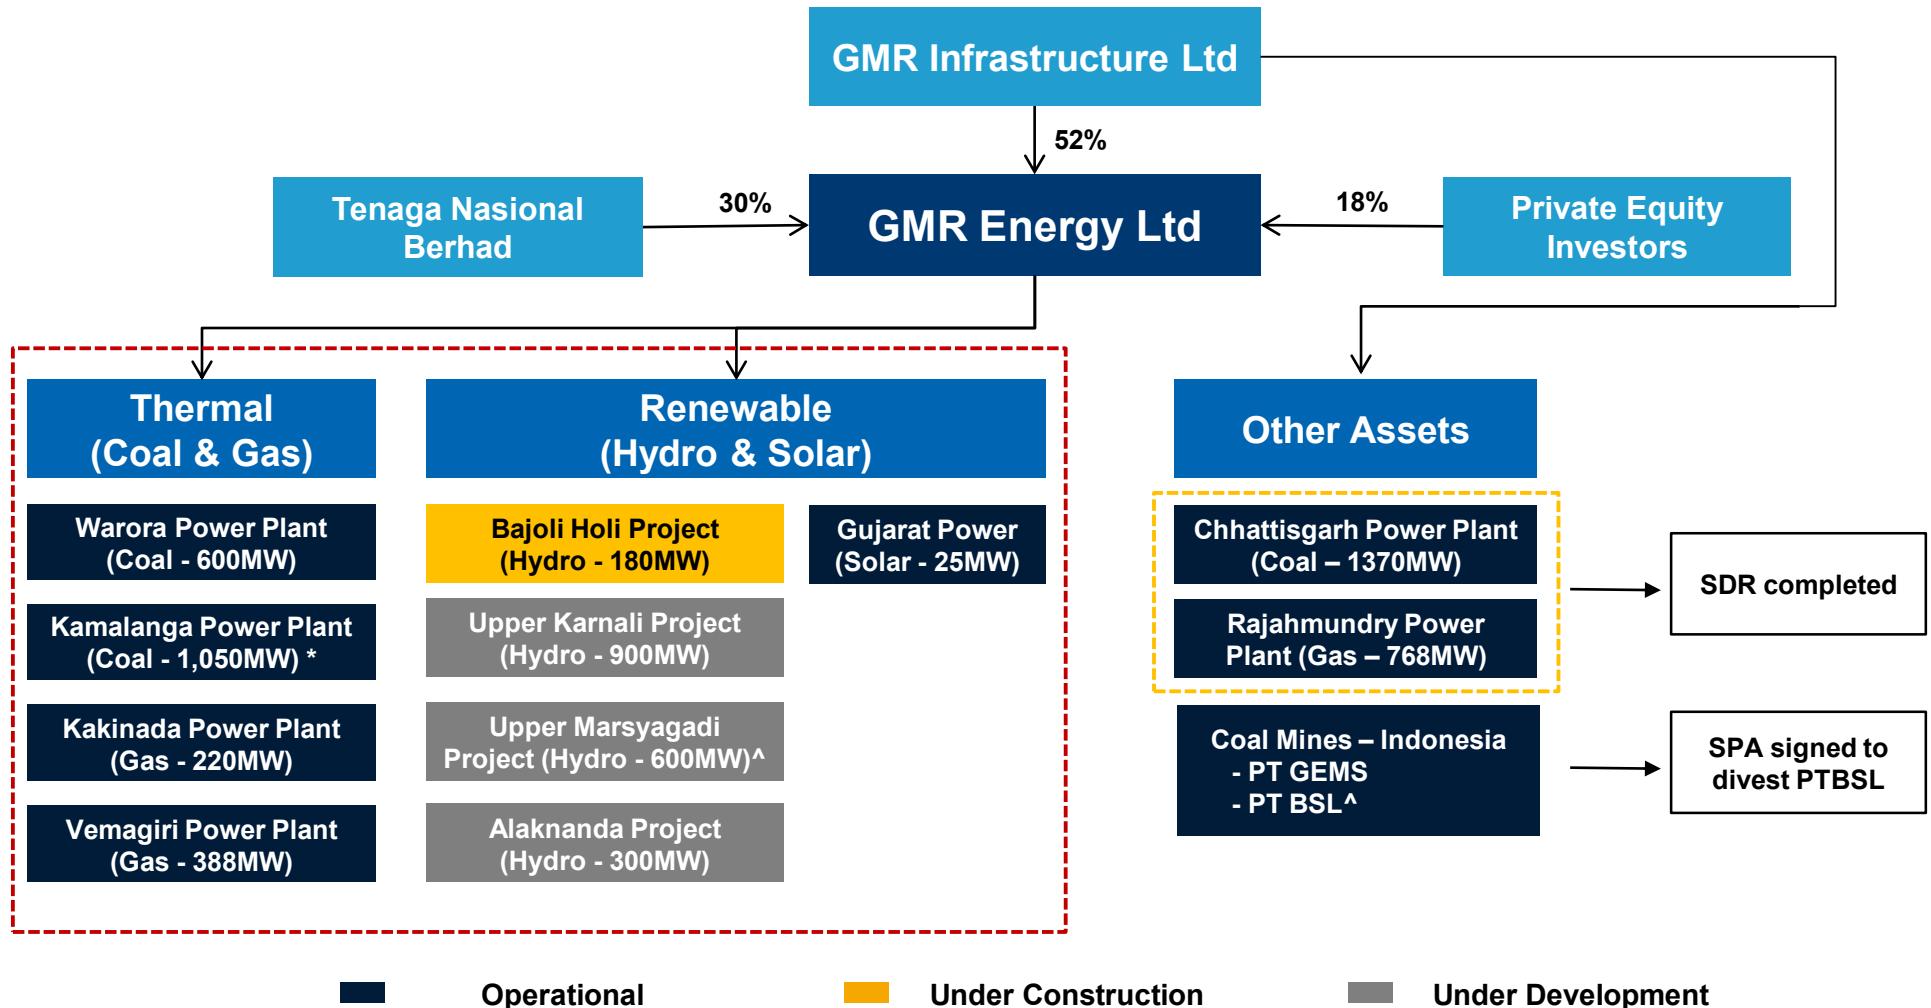 GMR Infrastructure Ltd
52%
Tenaga Nasional
Berhad
30%
GMR Energy Ltd
18%
Private Equity
Investors
Thermal
(Coal & Gas)
Renewable
(Hydro & Solar)
Other Assets
Warora Power Plant
(Coal - 600MW)
Kamalanga Power Plant
(Coal - 1,050MW) *
Kakinada Power Plant
(Gas - 220MW)
Vemagiri Power Plant
(Gas - 388MW)
Bajoli Holi Project
(Hydro - 180MW)
Upper Karnali Project
(Hydro - 900MW)
Upper Marsyagadi
Project (Hydro - 600MW)^
Alaknanda Project
(Hydro - 300MW)
Gujarat Power
(Solar - 25MW)
Chhattisgarh Power Plant
(Coal – 1370MW)
Rajahmundry Power
Plant (Gas – 768MW)
SDR completed
Coal Mines – Indonesia
- PT GEMS
- PT BSL^
SPA signed to
divest PTBSL
Operational
Under Construction
Under Development